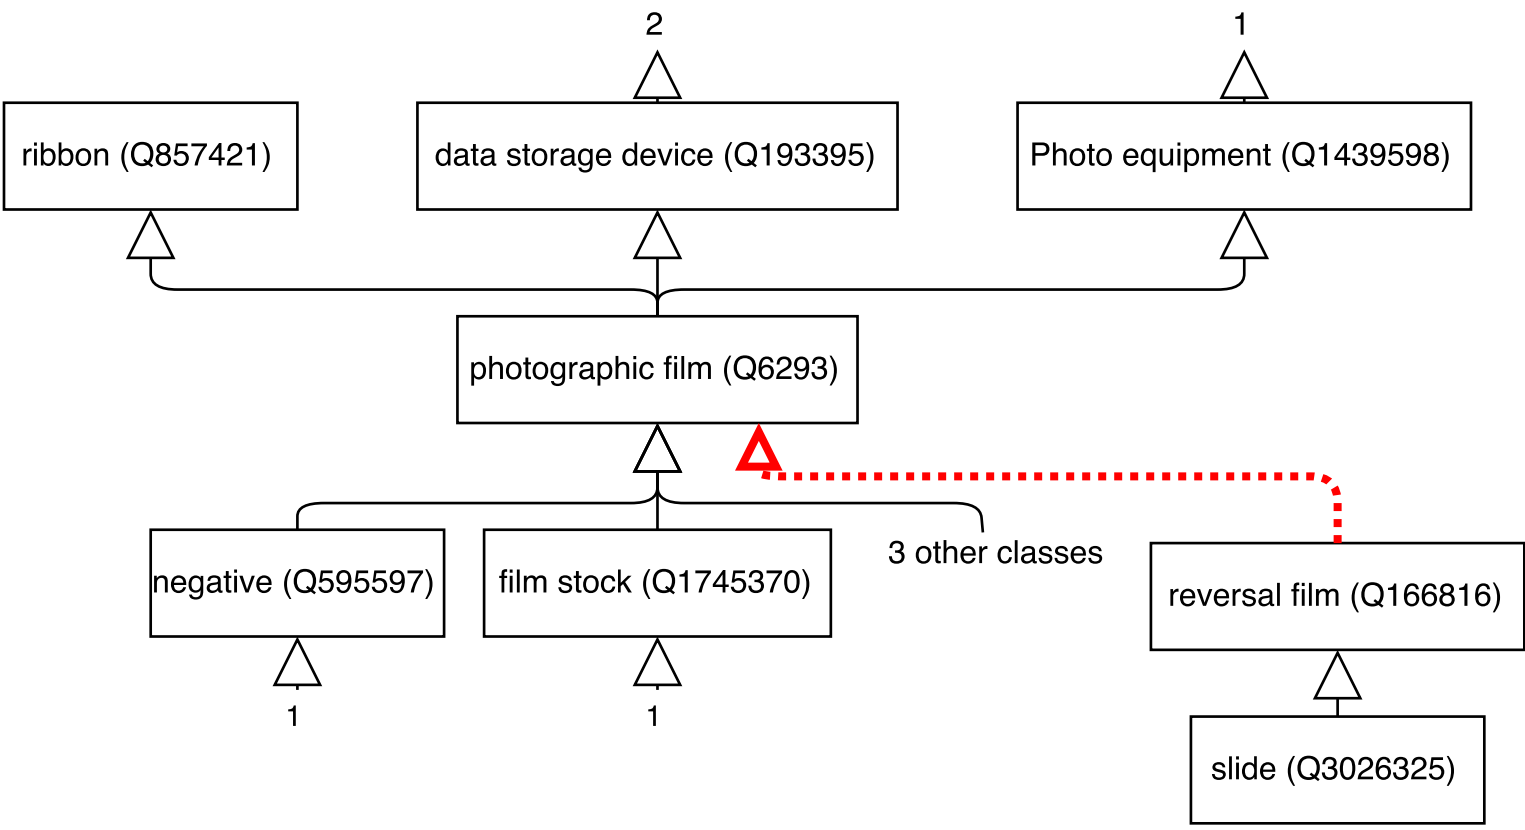 2
1
ribbon (Q857421)
data storage device (Q193395)
Photo equipment (Q1439598)
photographic film (Q6293)
negative (Q595597)
film stock (Q1745370)
3 other classes
reversal film (Q166816)
1
1
slide (Q3026325)